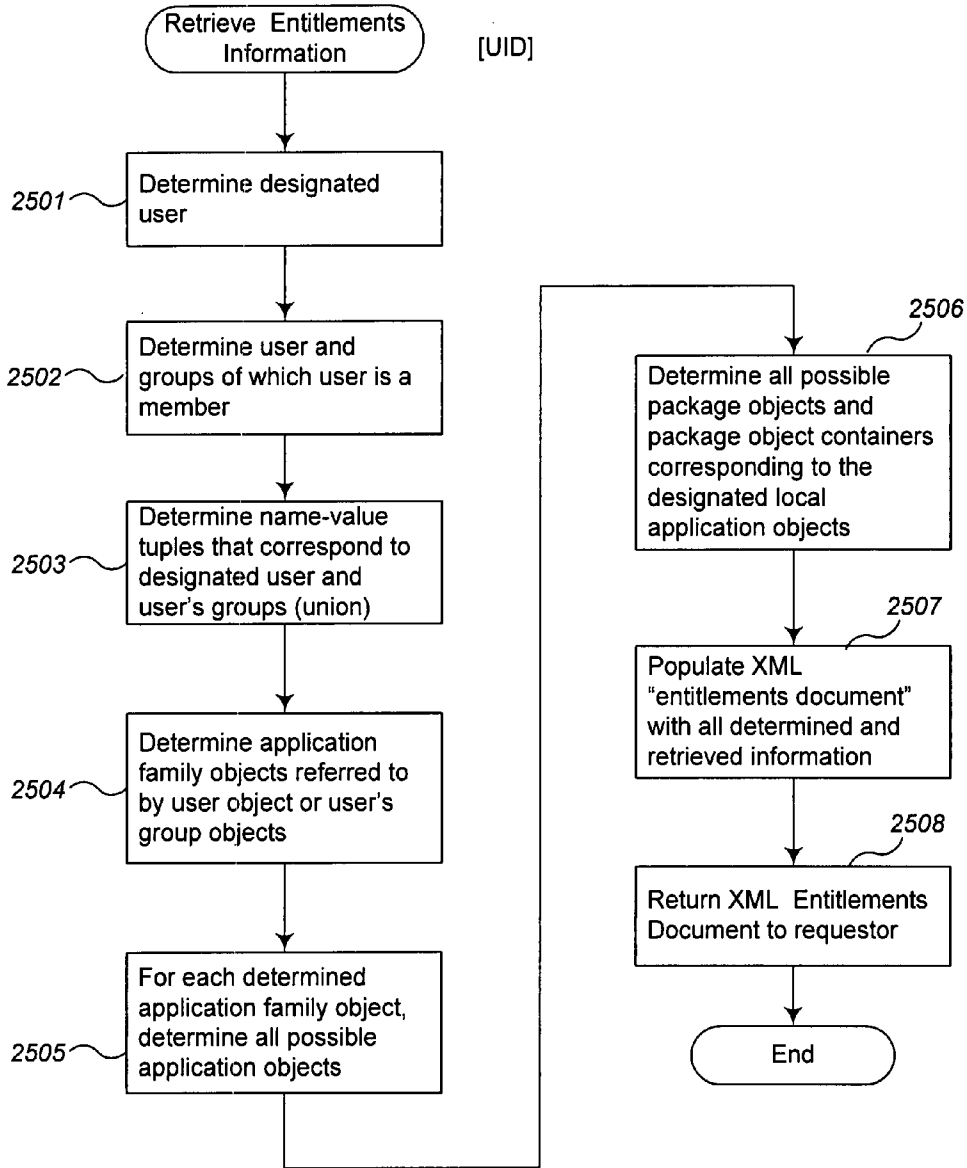 Retrieve Entitlements
Information
[UID]
2501
Determine designated
user
2502
Determine user and
groups of which user is a
member
2503
Determine name-value
tuples that correspond to
designated user and
user's groups (union)
2504
Determine application
family objects referred to
by user object or user's
group objects
2505
For each determined
application family object,
determine all possible
application objects
2506
Determine all possible
package objects and
package object containers
corresponding to the
designated local
application objects
2507
Populate XML
“entitlements document”
with all determined and
retrieved information
2508
Return XML Entitlements
Document to requestor
End